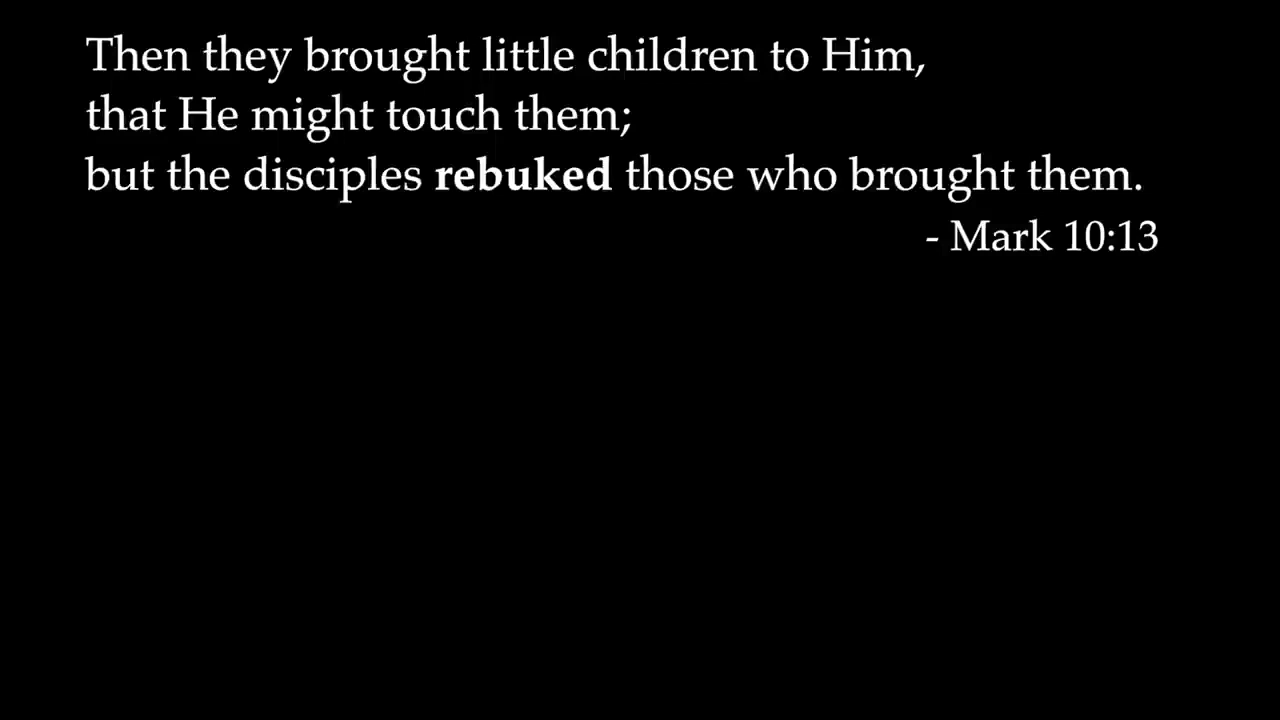 Then they brought little children to Him,
that He might touch them;
but the disciples rebuked those who brought them.
- Mark 10:13